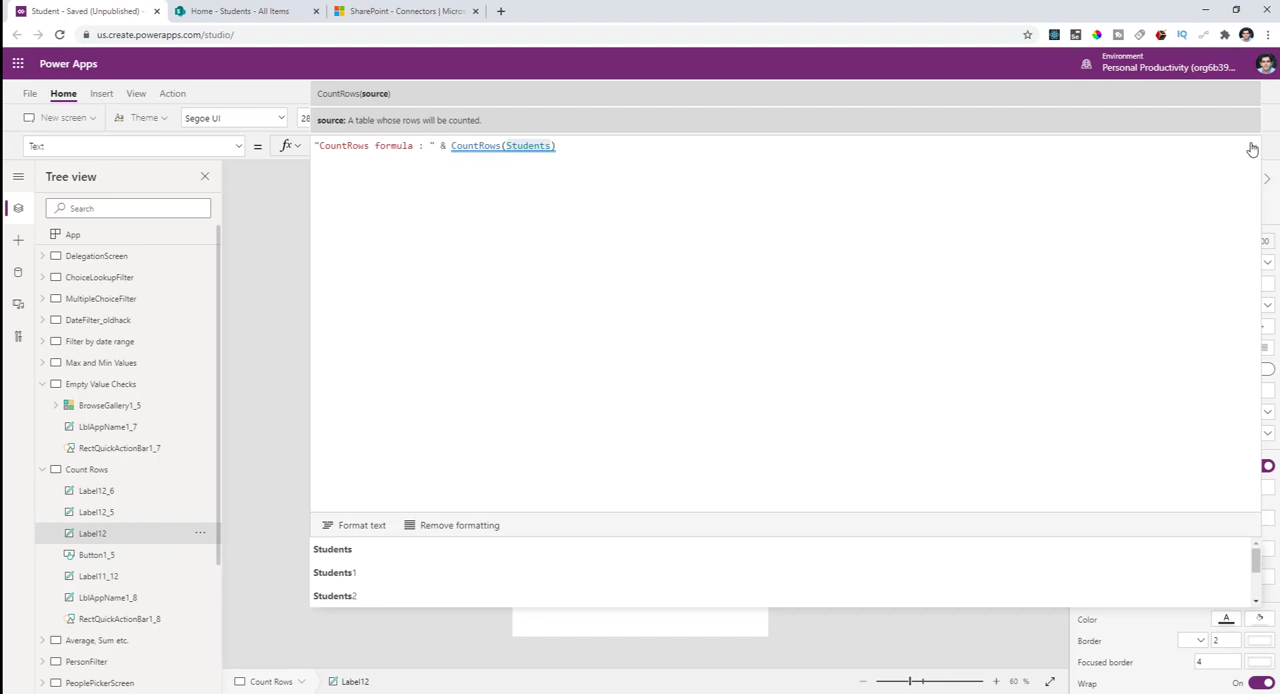 Student - Saved (Unpublished) -
Home - Students - All Items
SharePoint - Connectors | Micros
us.create.powerapps.com/studio/
Power Apps
Environment
Personal Productivity (org6b39...
File Home Insert View Action
CountRows(source)
New screen Theme Segoe UI 28
source: A table whose rows will be counted.
Text = fx "CountRows formula : " & CountRows(Students)
Tree view
Search
App
DelegationScreen
ChoiceLookupFilter
MultipleChoiceFilter
DateFilter_oldhack
Filter by date range
Max and Min Values
Empty Value Checks
BrowseGallery1_5
LblAppName1_7
RectQuickActionBar1_7
Count Rows
Label12_6
Label12_5
Label12 ...
Button1_5
Label11_12
LblAppName1_8
RectQuickActionBar1_8
Average, Sum etc.
PersonFilter
PeoplePickerScreen
Format text Remove formatting
Students
Students1
Students2
00
Color A
Border 2
Focused border 4
Wrap On
Count Rows Label12
60 %